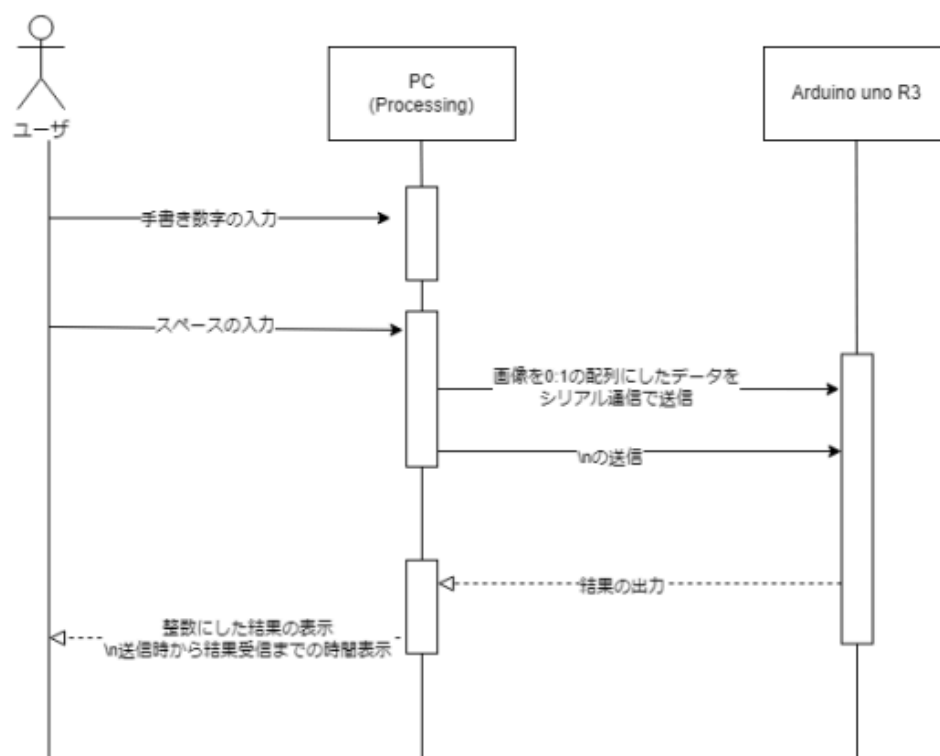 PC
(Processing)
Arduino uno R3
ユーザ
手書き数字の入力
スペースの入力
画像を0:1の配列にしたデータを
シリアル通信で送信
\nの送信
結果の出力
整数にした結果の表示
\n送信時から結果受信までの時間表示